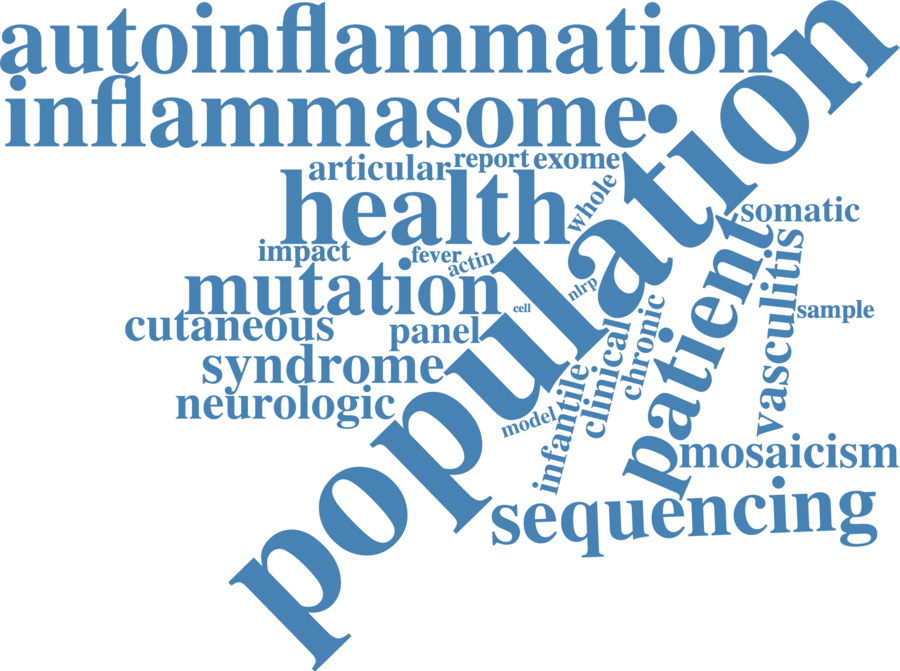 autoinflammation
inflammasome
population
articular
report
exome
health
whole
somatic
impact
fever
actin
mutation
nlrp
cell
patient
vasculitis
sample
cutaneous
panel
chronic
clinical
syndrome
infantile
neurologic
model
mosaicism
sequencing